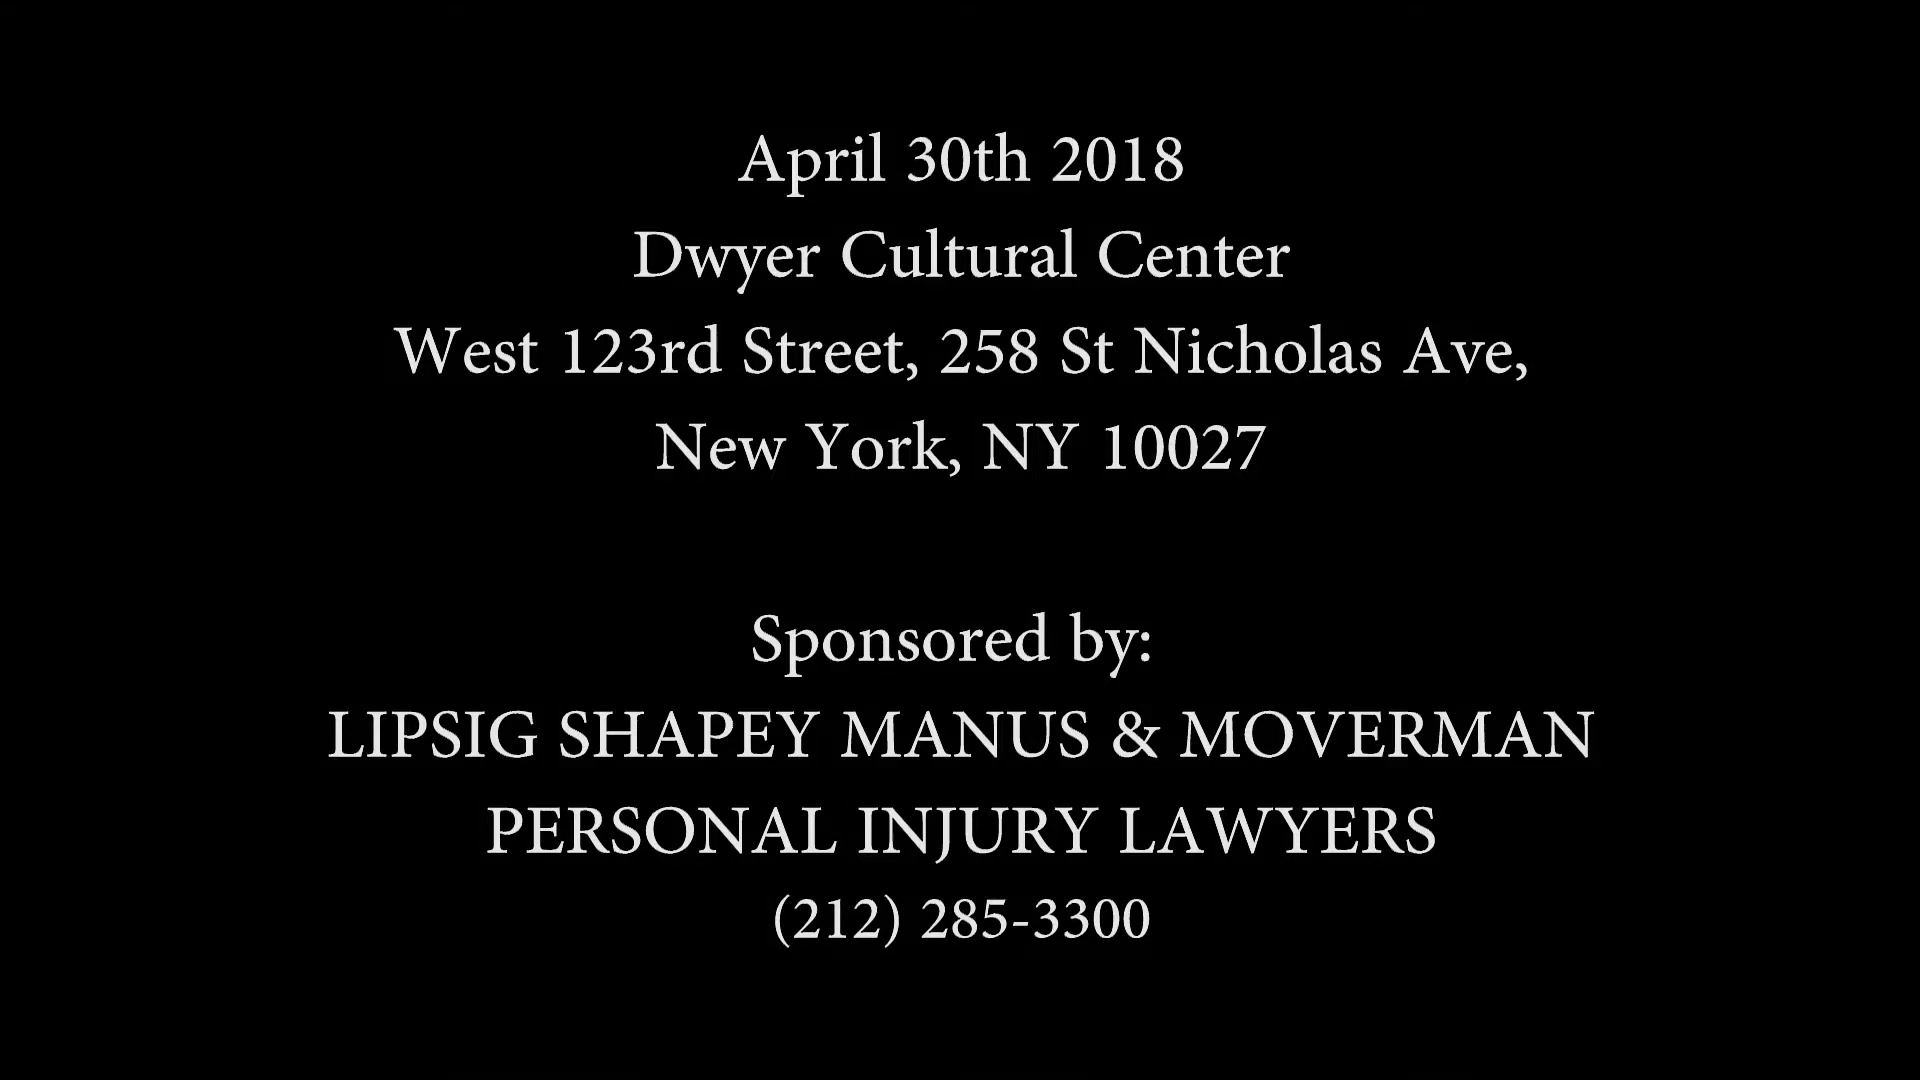 April 30th 2018
Dwyer Cultural Center
West 123rd Street, 258 St Nicholas Ave,
New York, NY 10027
Sponsored by:
LIPSIG SHAPEY MANUS & MOVERMAN
PERSONAL INJURY LAWYERS
(212) 285-3300